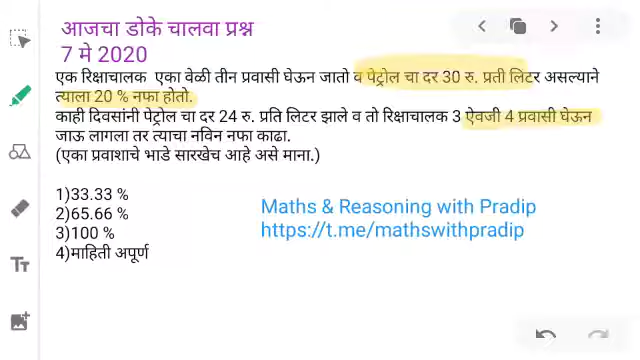 आजचा डोके चालवा प्रश्न
7 मे 2020
एक रिक्षाचालक एका वेळी तीन प्रवासी घेऊन जातो व पेट्रोल चा दर 30 रु. प्रती लिटर असल्याने
त्याला 20 % नफा होतो.
काही दिवसांनी पेट्रोल चा दर 24 रु. प्रति लिटर झाले व तो रिक्षाचालक 3 ऐवजी 4 प्रवासी घेऊन
जाऊ लागला तर त्याचा नविन नफा काढा.
(एका प्रवाशाचे भाडे सारखेच आहे असे माना.)
1)33.33 %
2)65.66 %
3)100 %
4)माहिती अपूर्ण
Maths & Reasoning with Pradip
https://t.me/mathswithpradip
Tт